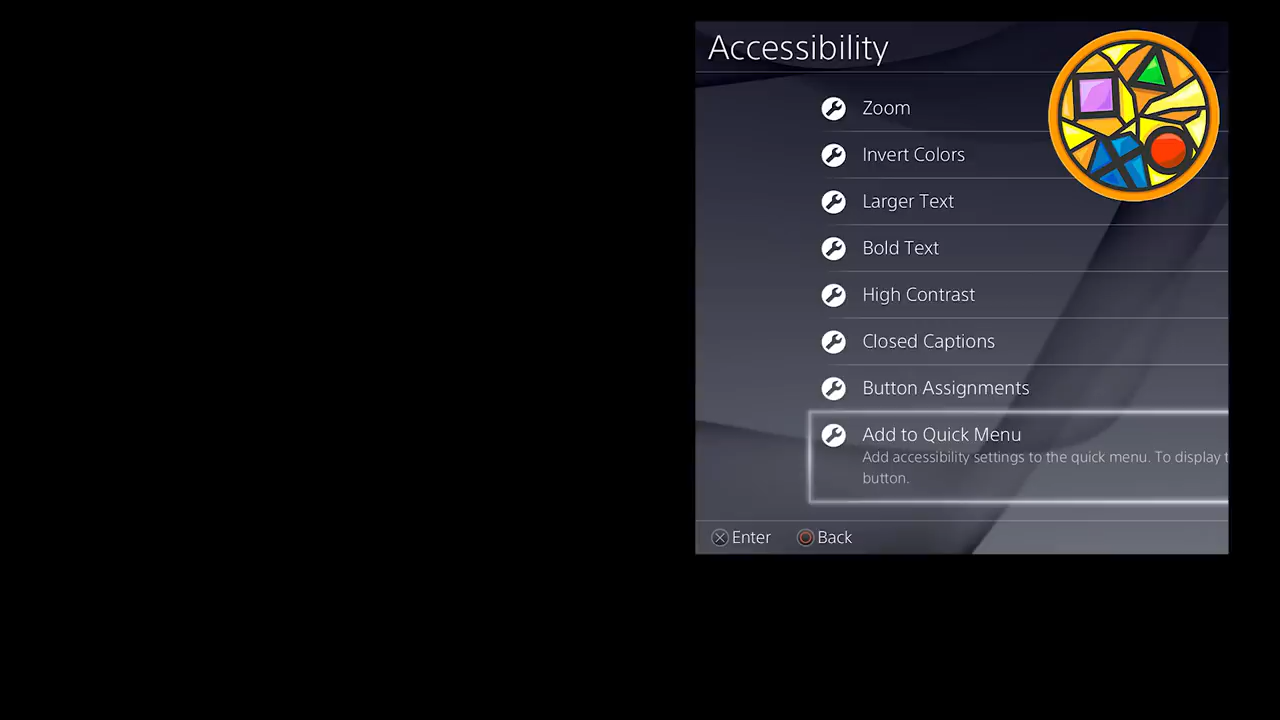 Accessibility
Zoom
Invert Colors
Larger Text
Bold Text
High Contrast
Closed Captions
Button Assignments
Add to Quick Menu
Add accessibility settings to the quick menu. To display
button.
Enter
Back